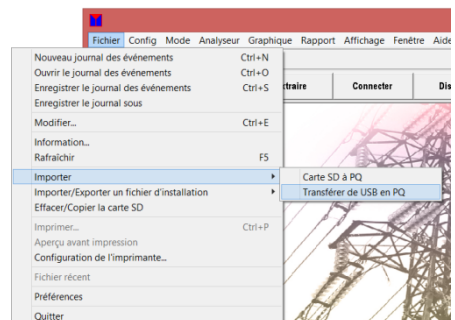 Fichier Config Mode Analyseur Graphique Rapport Affichage Fenêtre Aide
Nouveau journal des événements Ctrl+N
Ouvrir le journal des événements Ctrl+O
Enregistrer le journal des événements Ctrl+S
Enregistrer le journal sous
Modifier... Ctrl+E
Information...
Rafraîchir F5
Importer
Importer/Exporter un fichier d'installation
Effacer/Copier la carte SD
Imprimer... Ctrl+P
Aperçu avant impression
Configuration de l'imprimante...
Fichier récent
Préférences
Quitter
Connecter
Carte SD à PQ
Transférer de USB en PQ